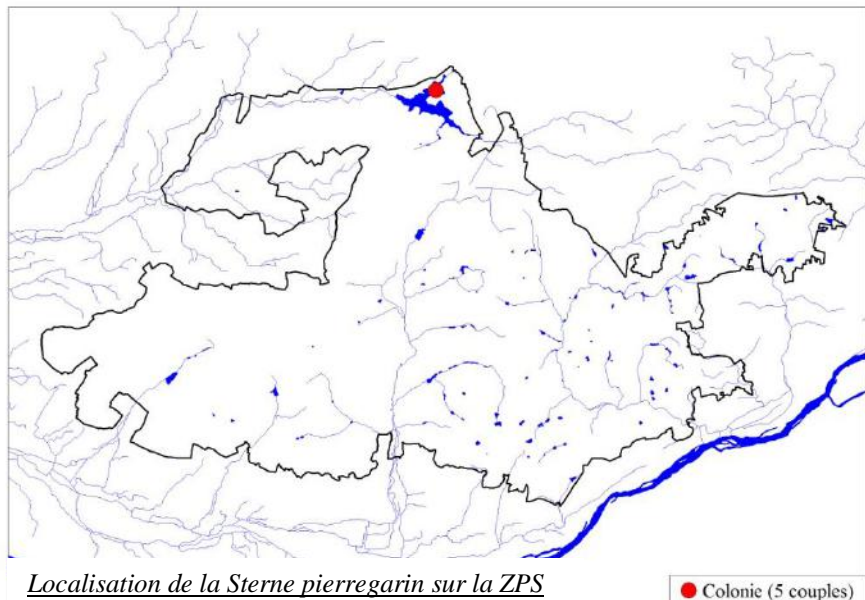 Localisation de la Sterne pierregarin sur la ZPS
Colonie (5 couples)